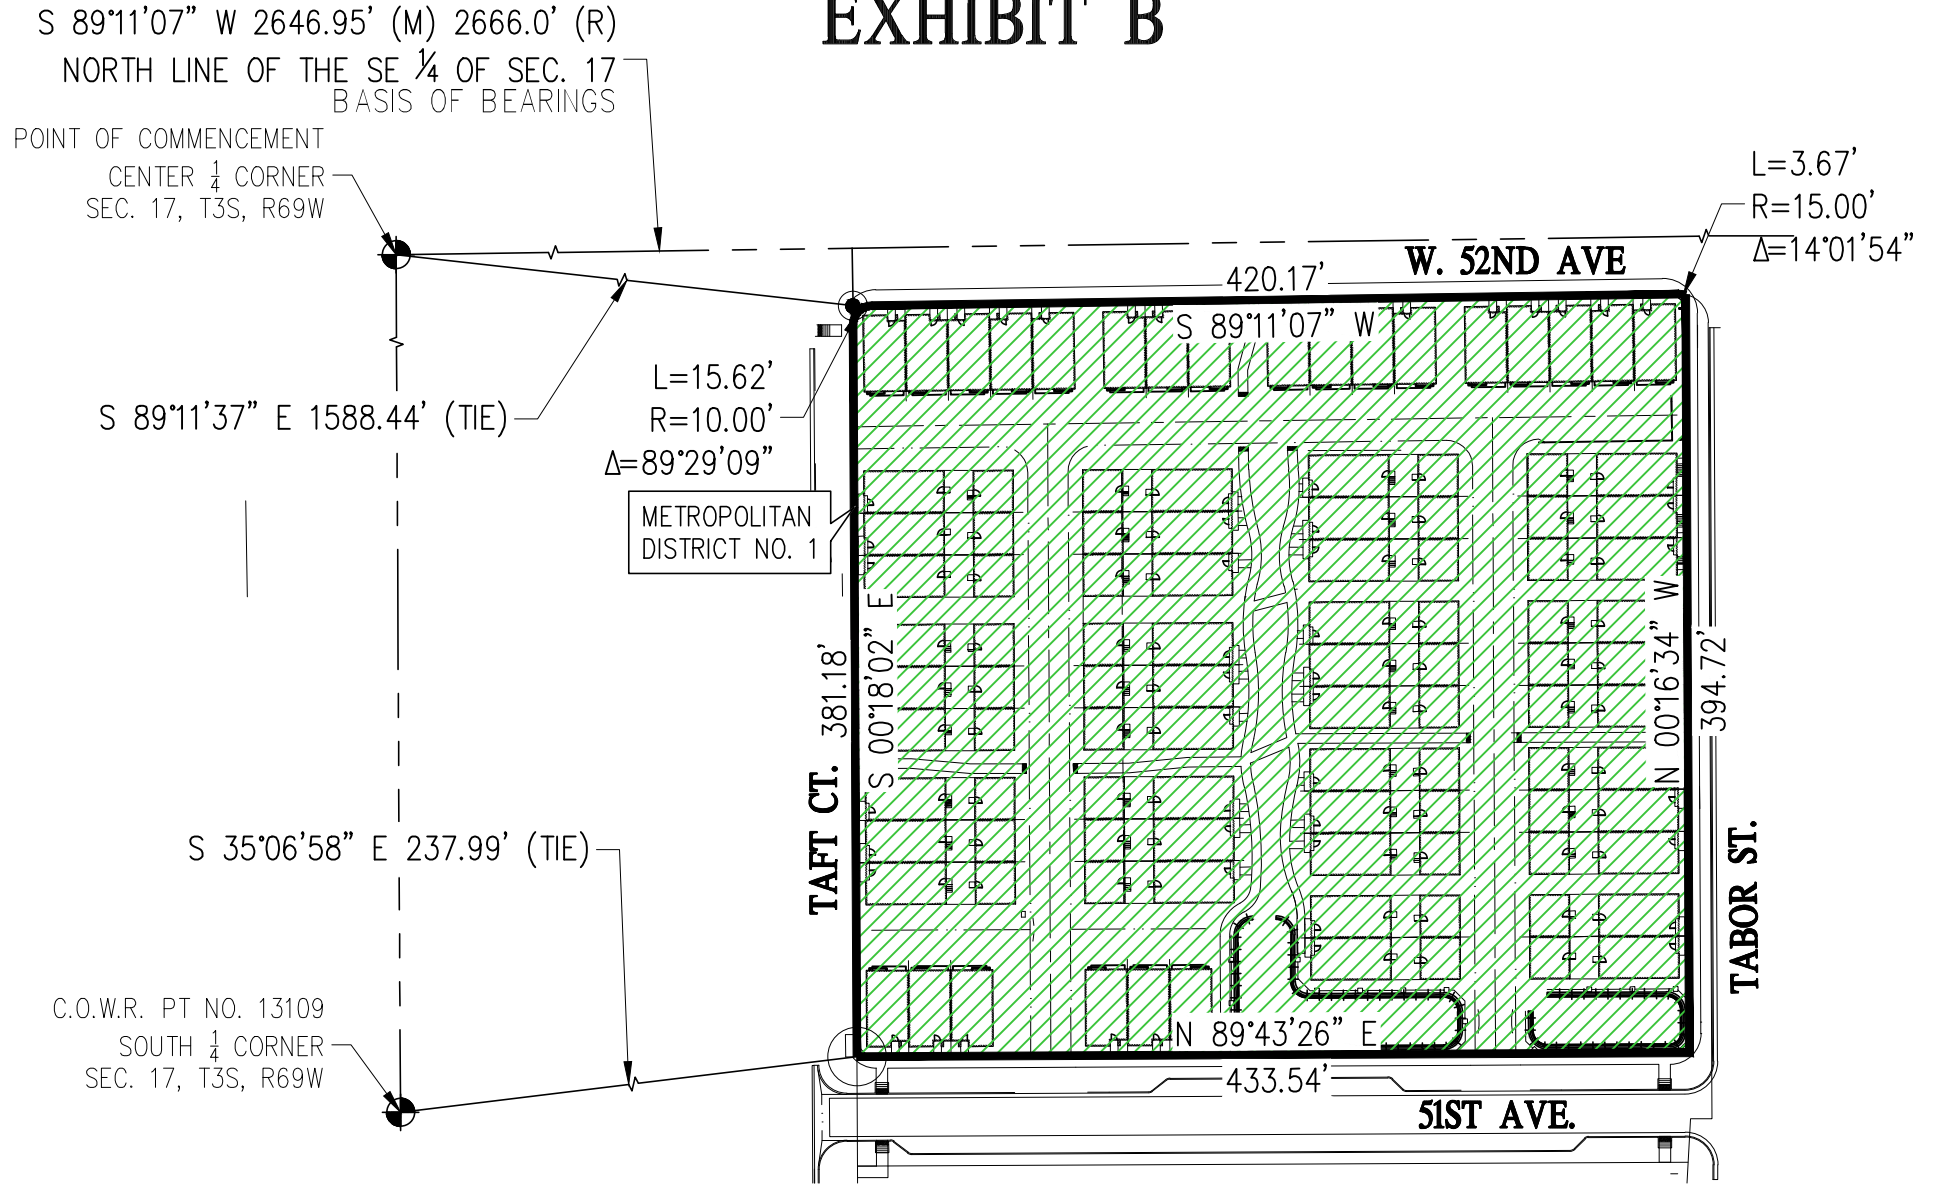 EXHIBIT B
S 89°11'07" W 2646.95' (M) 2666.0' (R)
NORTH LINE OF THE SE 1/4 OF SEC. 17
BASIS OF BEARINGS
POINT OF COMMENCEMENT
CENTER 1/4 CORNER
SEC. 17, T3S, R69W
L=3.67'
R=15.00'
Δ=14°01'54"
W. 52ND AVE
420.17'
S 89°11'07" W
L=15.62'
R=10.00'
Δ=89°29'09"
S 89°11'37" E 1588.44' (TIE)
METROPOLITAN
DISTRICT NO. 1
381.18'
S 00°18'02" E
N 00°16'34" W
394.72'
TAFT CT.
TABOR ST.
S 35°06'58" E 237.99' (TIE)
C.O.W.R. PT NO. 13109
SOUTH 1/4 CORNER
SEC. 17, T3S, R69W
N 89°43'26" E
433.54'
51ST AVE.